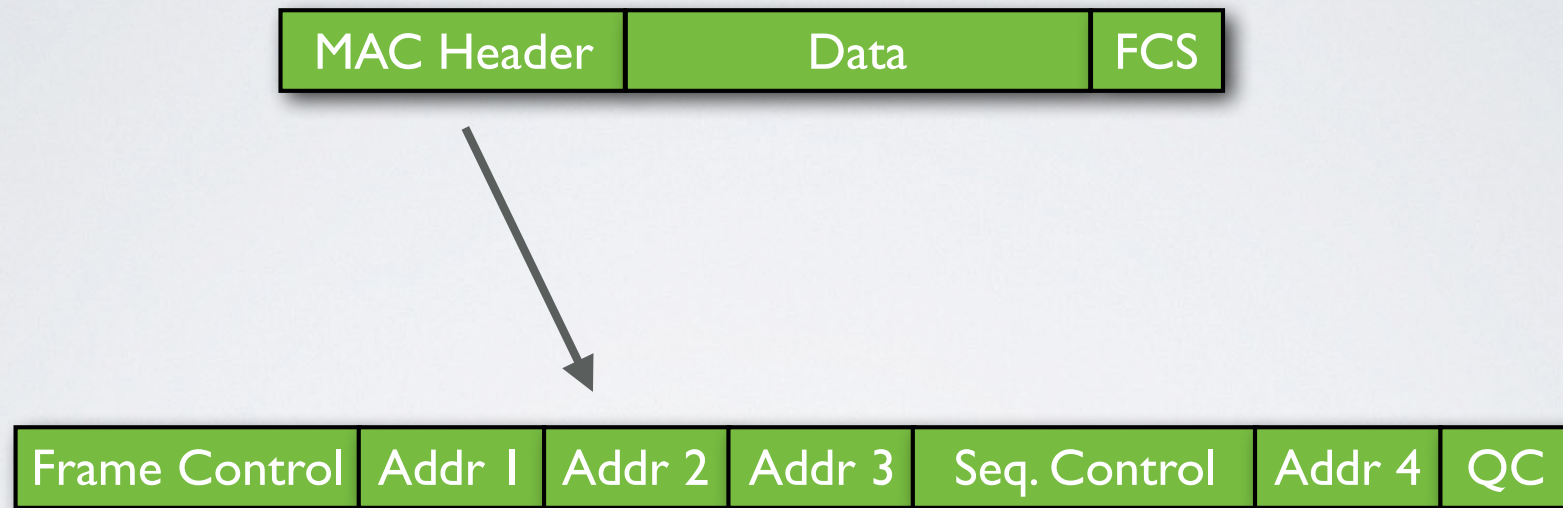 MAC Header Data FCS
Frame Control Addr 1 Addr 2 Addr 3 Seq. Control Addr 4 QC